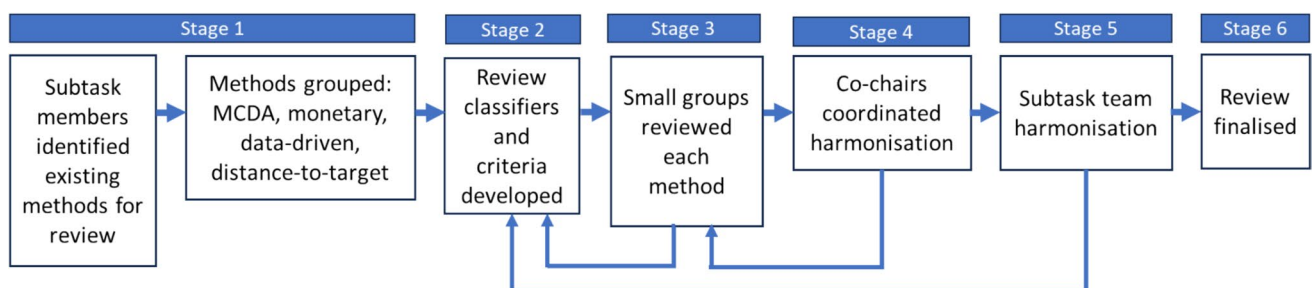 Stage 1
Stage 2
Stage 3
Stage 4
Stage 5
Stage 6
Subtask
members
identified
existing
methods for
review
Methods grouped:
MCDA, monetary,
data-driven,
distance-to-target
Review
classifiers
and
criteria
developed
Small groups
reviewed
each
method
Co-chairs
coordinated
harmonisation
Subtask team
harmonisation
Review
finalised